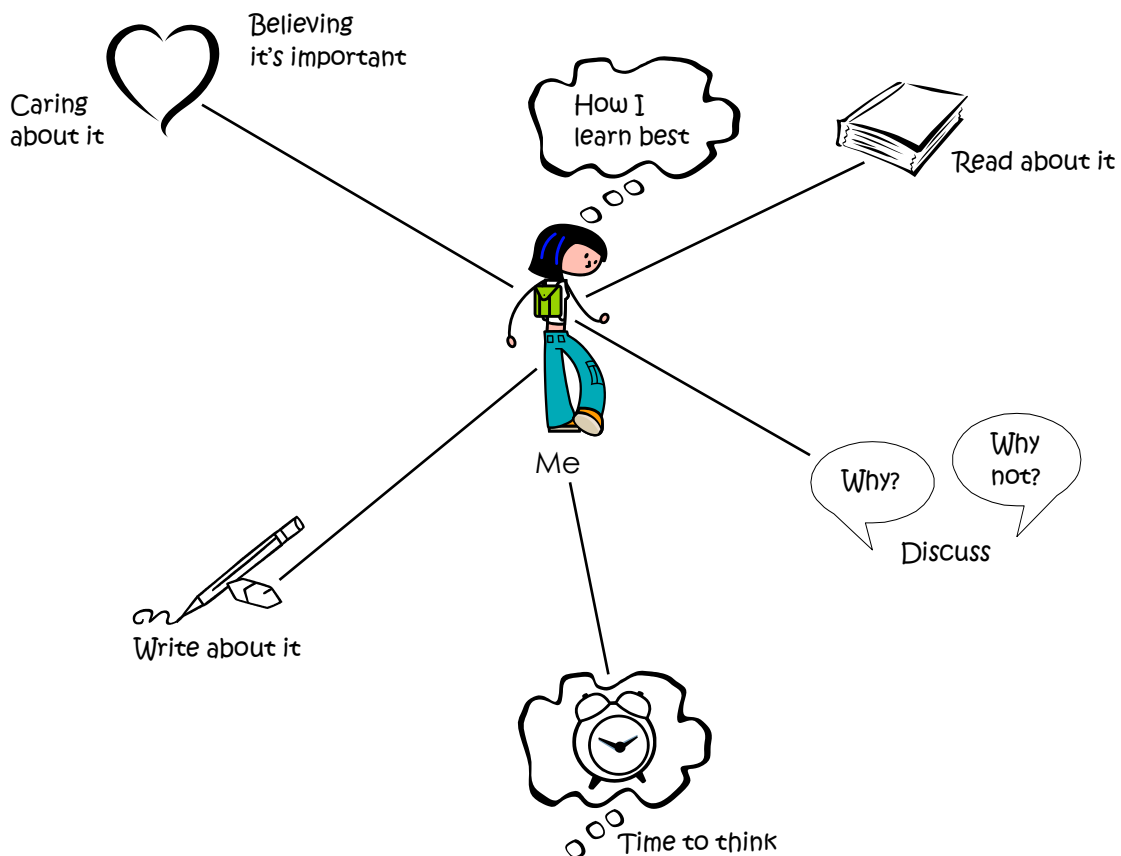 Believing
it's important
Caring
about it
How I
learn best
Read about it
Me
Why?
Why
not?
Discuss
Write about it
Time to think